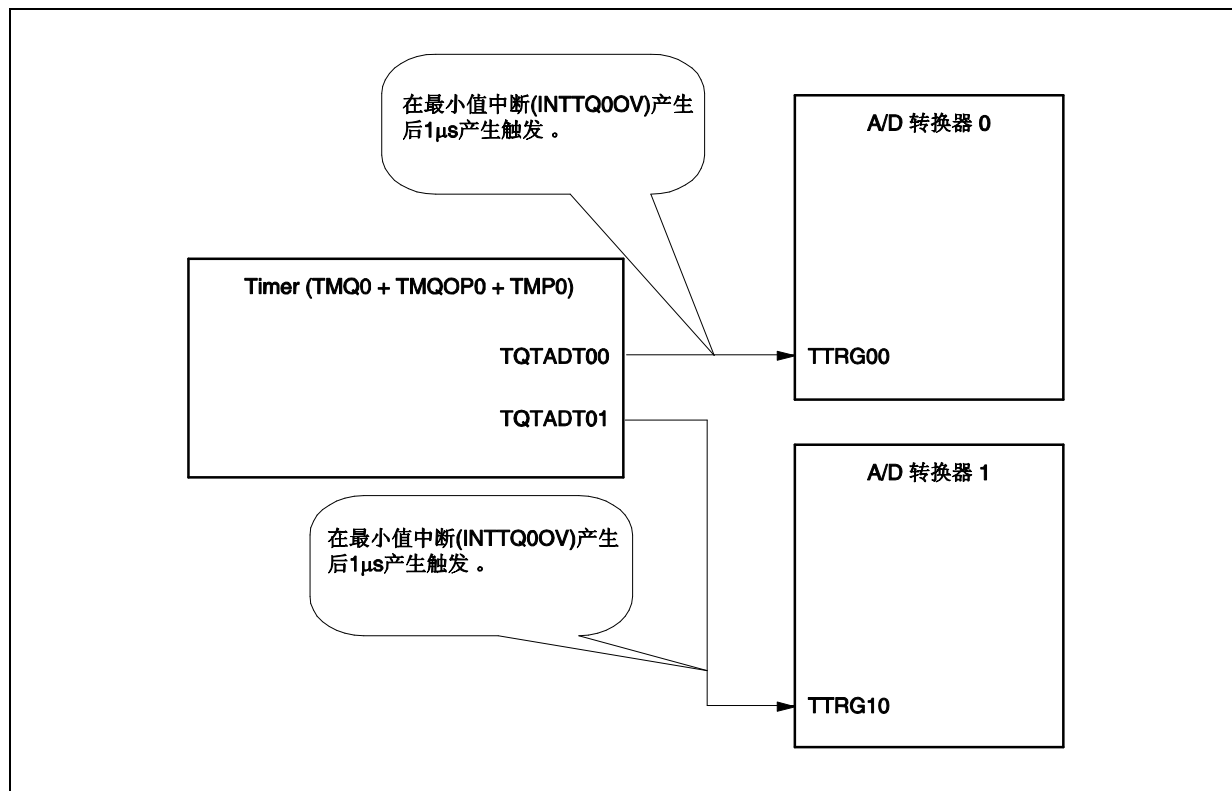 在最小值中断(INTTQ0OV)产生
后1μs产生触发 。
A/D 转换器 0
Timer (TMQ0 + TMQOP0 + TMP0)
TQTADT00
TTRG00
TQTADT01
A/D 转换器 1
在最小值中断(INTTQ0OV)产生
后1μs产生触发 。
TTRG10